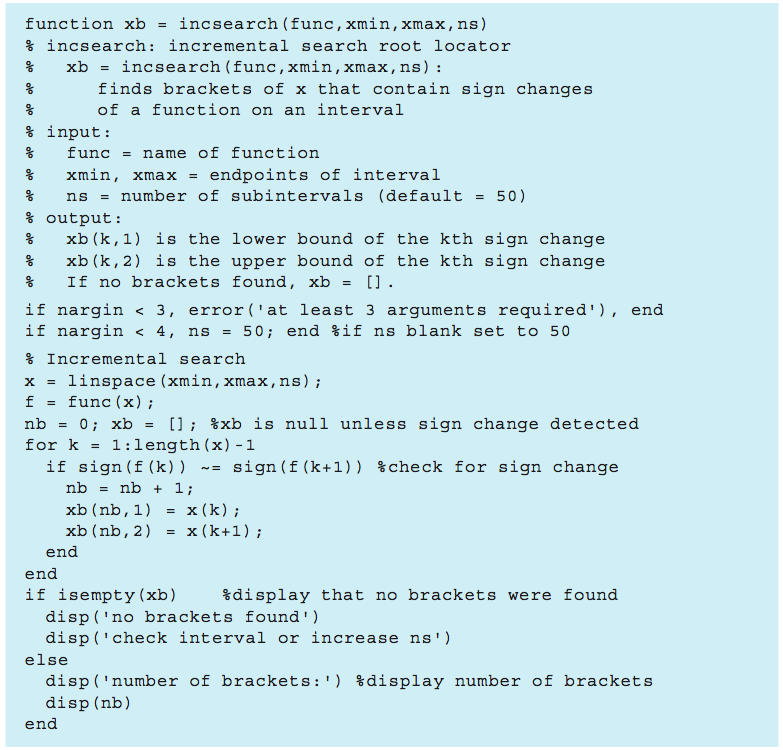 function xb = incsearch(func,xmin,xmax,ns)
% incsearch: incremental search root locator
%   xb = incsearch(func,xmin,xmax,ns):
%      finds brackets of x that contain sign changes
%      of a function on an interval
% input:
%   func = name of function
%   xmin, xmax = endpoints of interval
%   ns = number of subintervals (default = 50)
% output:
%   xb(k,1) is the lower bound of the kth sign change
%   xb(k,2) is the upper bound of the kth sign change
%   If no brackets found, xb = [].
if nargin < 3, error('at least 3 arguments required'), end
if nargin < 4, ns = 50; end %if ns blank set to 50
% Incremental search
x = linspace(xmin,xmax,ns);
f = func(x);
nb = 0; xb = []; %xb is null unless sign change detected
for k = 1:length(x)-1
  if sign(f(k)) ~= sign(f(k+1)) %check for sign change
    nb = nb + 1;
    xb(nb,1) = x(k);
    xb(nb,2) = x(k+1);
  end
end
if isempty(xb)    %display that no brackets were found
  disp('no brackets found')
  disp('check interval or increase ns')
else
  disp('number of brackets:') %display number of brackets
  disp(nb)
end